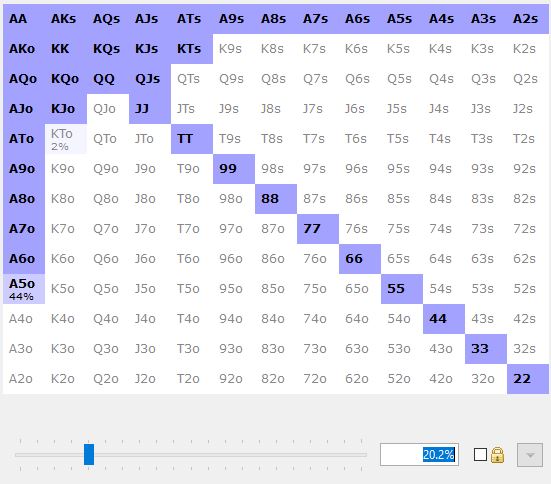 AA AKs AQs AJs ATs A9s A8s A7s A6s A5s A4s A3s A2s
AKo KK KQs KJs KTs K9s K8s K7s K6s K5s K4s K3s K2s
AQo KQo QQ QJs QTs Q9s Q8s Q7s Q6s Q5s Q4s Q3s Q2s
AJo KJo QJo JJ JTs J9s J8s J7s J6s J5s J4s J3s J2s
ATo KTo QTo JTo TT T9s T8s T7s T6s T5s T4s T3s T2s
2%
A9o K9o Q9o J9o T9o 99 98s 97s 96s 95s 94s 93s 92s
A8o K8o Q8o J8o T8o 98o 88 87s 86s 85s 84s 83s 82s
A7o K7o Q7o J7o T7o 97o 87o 77 76s 75s 74s 73s 72s
A6o K6o Q6o J6o T6o 96o 86o 76o 66 65s 64s 63s 62s
A5o K5o Q5o J5o T5o 95o 85o 75o 65o 55 54s 53s 52s
44%
A4o K4o Q4o J4o T4o 94o 84o 74o 64o 54o 44 43s 42s
A3o K3o Q3o J3o T3o 93o 83o 73o 63o 53o 43o 33 32s
A2o K2o Q2o J2o T2o 92o 82o 72o 62o 52o 42o 32o 22
20.2%